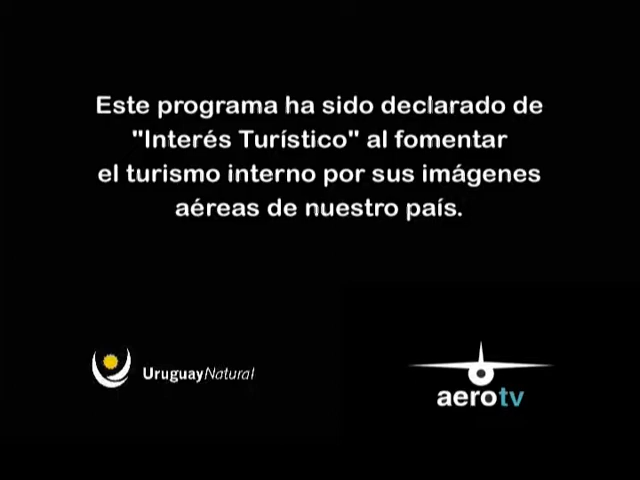 Este programa ha sido declarado de
"Interés Turístico" al fomentar
el turismo interno por sus imágenes
aéreas de nuestro país.
UruguayNatural
aerotv